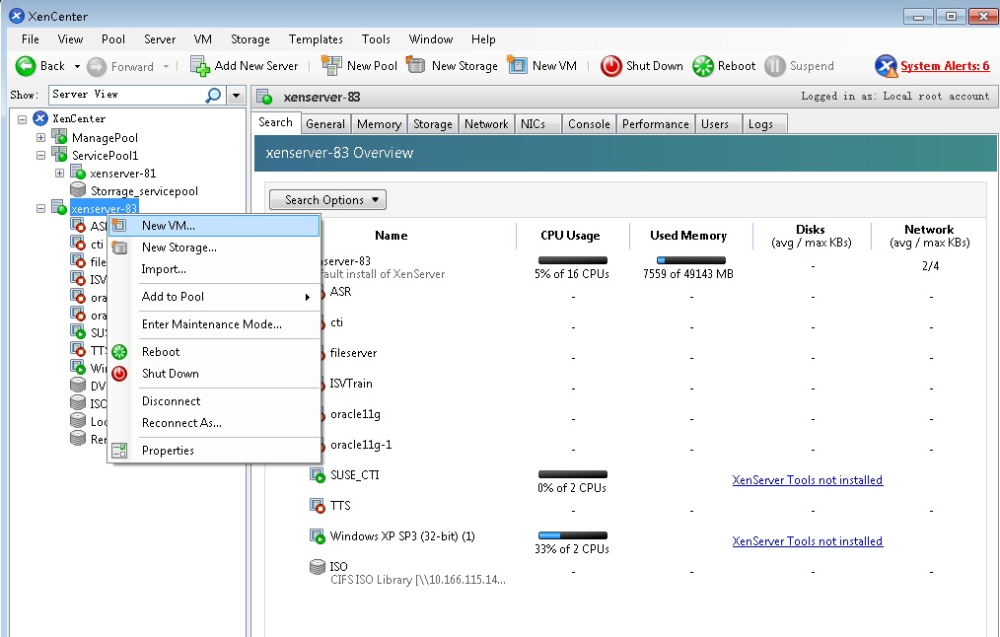 XenCenter
File View Pool Server VM Storage Templates Tools Window Help
Back Forward Add New Server New Pool New Storage New VM Shut Down Reboot Suspend System Alerts: 6
Show: Server View
xenserver-83
Logged in as: Local root account
XenCenter
ManagePool
ServicePool1
xenserver-81
Storrage_servicepool
xenserver-83
AS
cti
file
ISV
ora
ora
SU
TTS
Wi
DV
ISO
Loc
Rer
New VM...
New Storage...
Import...
Add to Pool
Enter Maintenance Mode...
Reboot
Shut Down
Disconnect
Reconnect As...
Properties
Search General Memory Storage Network NICs Console Performance Users Logs
xenserver-83 Overview
Search Options
Name CPU Usage Used Memory Disks Network
(avg / max KBs) (avg / max KBs)
nserver-83 - 2/4
fault install of XenServer 5% of 16 CPUs 7559 of 49143 MB
ASR - - - -
cti - - - -
fileserver - - - -
ISVTrain - - - -
oracle11g - - - -
oracle11g-1 - - - -
SUSE_CTI XenServer Tools not installed
0% of 2 CPUs
TTS - - - -
Windows XP SP3 (32-bit) (1) XenServer Tools not installed
33% of 2 CPUs
ISO - - - -
CIFS ISO Library [\\10.166.115.14...